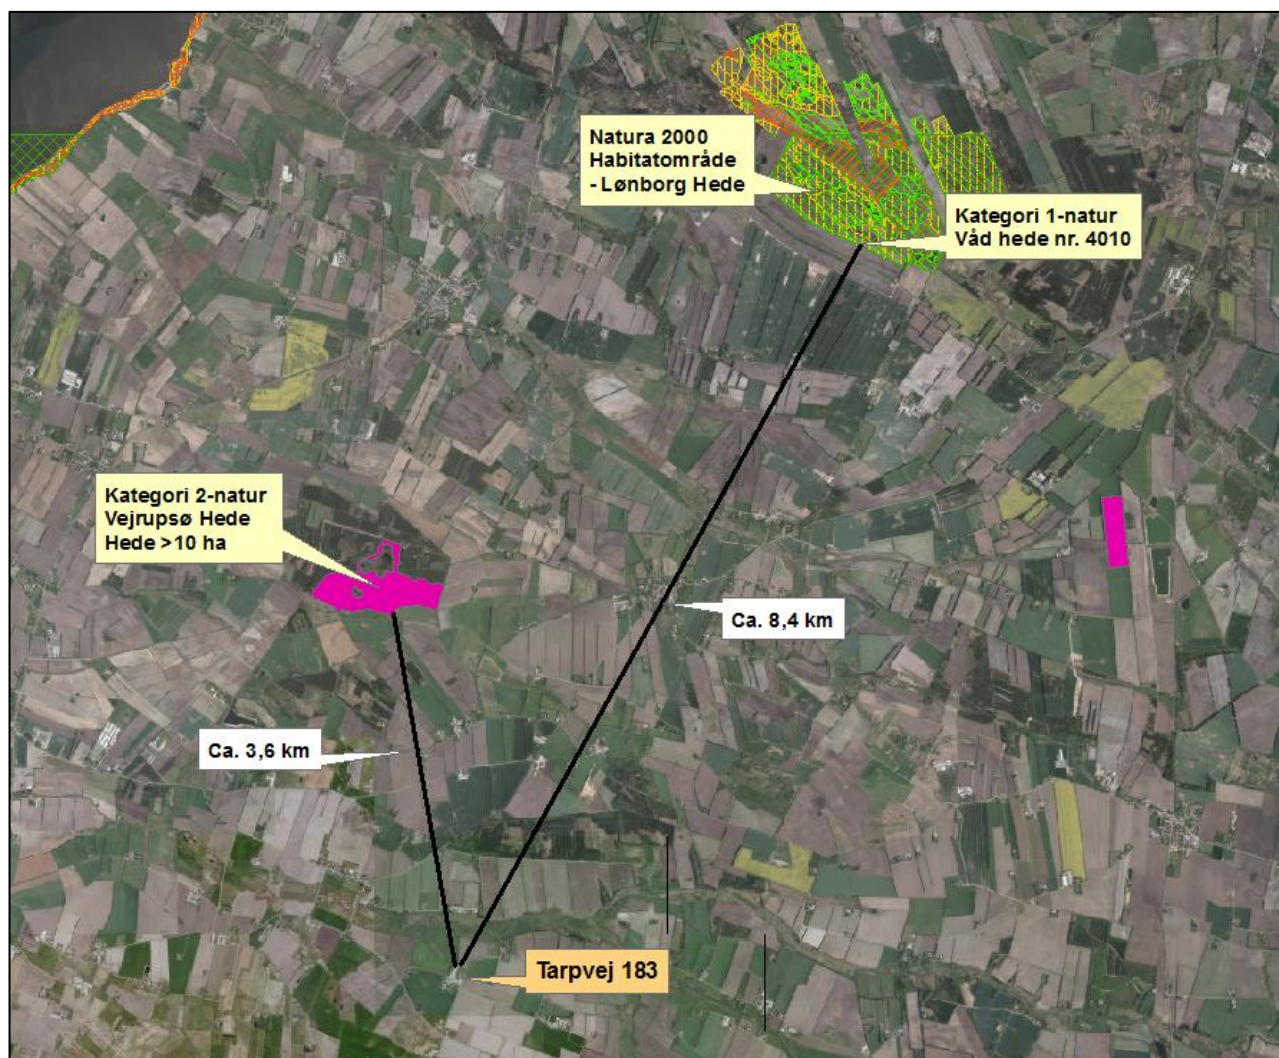 Natura 2000
Habitatområde
- Lønborg Hede
Kategori 1-natur
Våd hede nr. 4010
Kategori 2-natur
Vejrupsø Hede
Hede >10 ha
Ca. 8,4 km
Ca. 3,6 km
Tarpvej 183